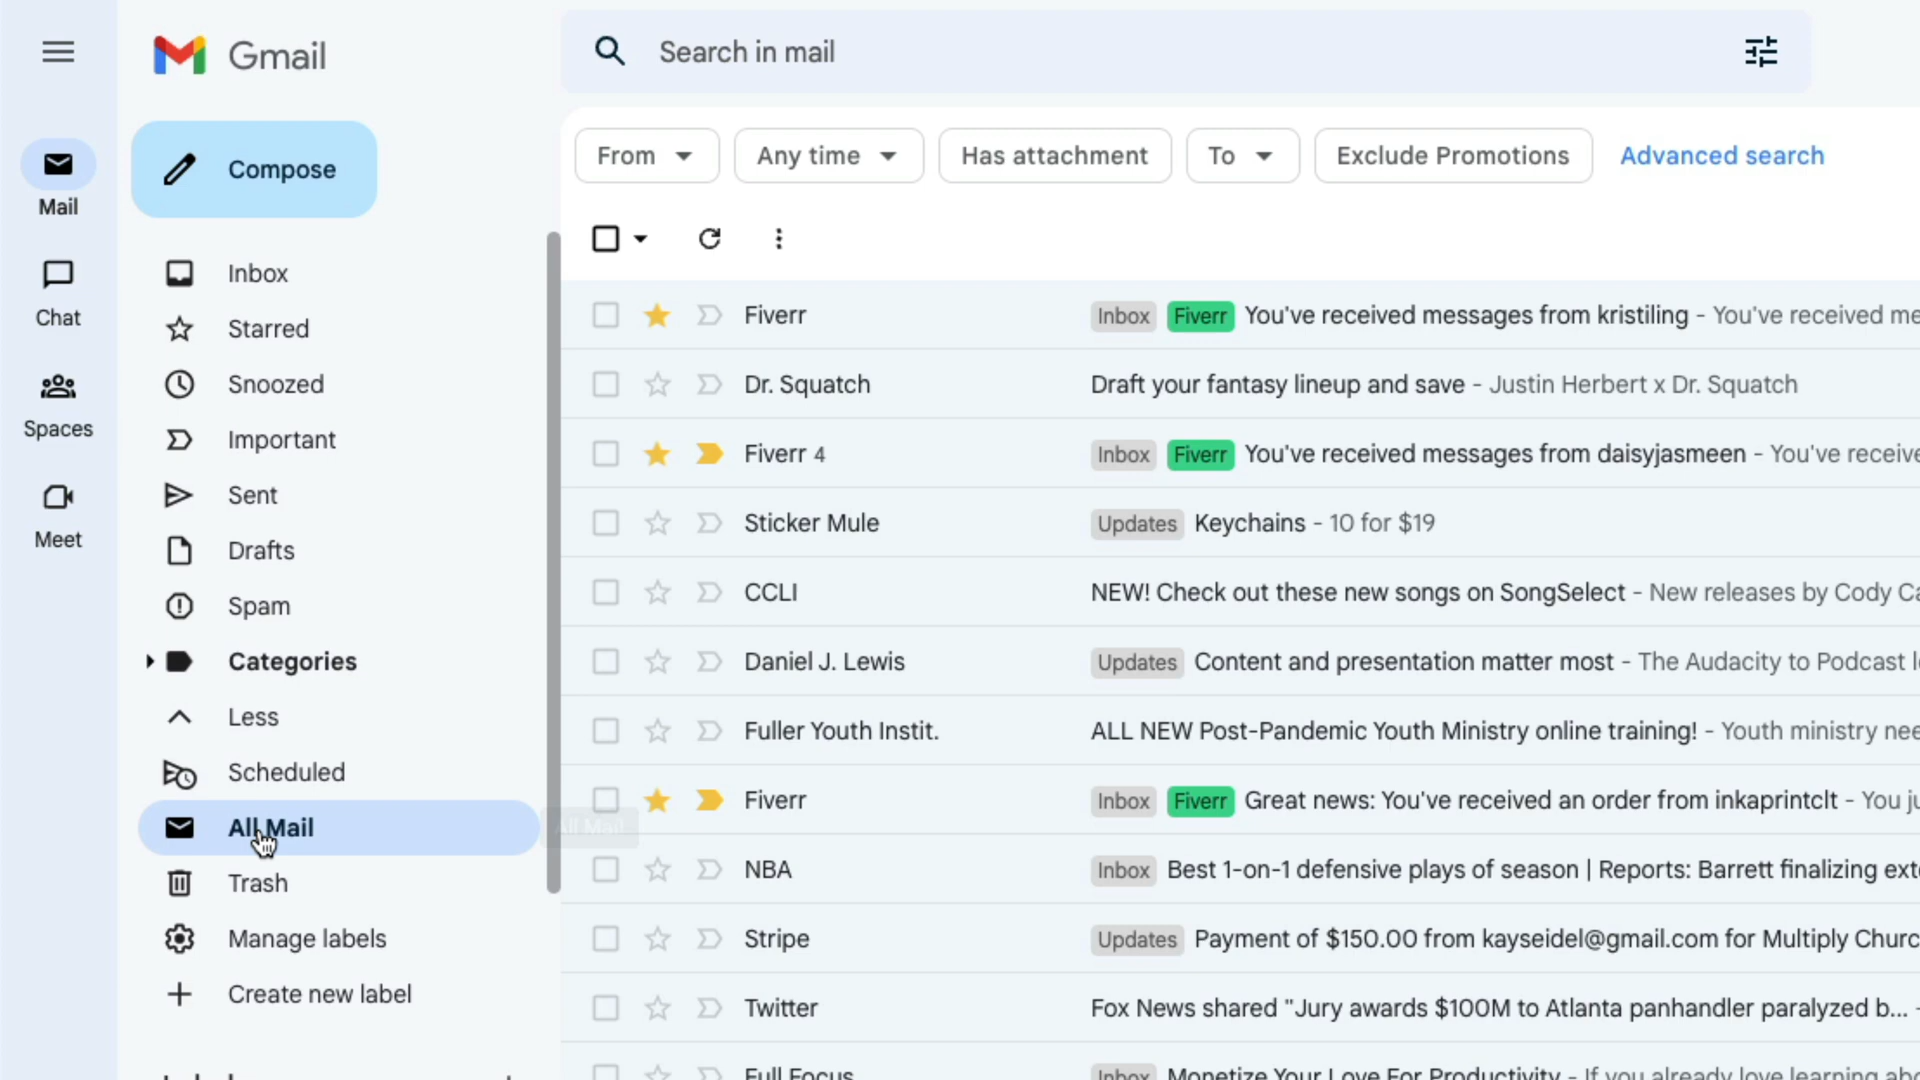 Gmail
Search in mail
Mail
Chat
Spaces
Meet
Compose
Inbox
Starred
Snoozed
Important
Sent
Drafts
Spam
Categories
Less
Scheduled
All Mail
Trash
Manage labels
Create new label
From Any time Has attachment To Exclude Promotions Advanced search
Fiverr Inbox Fiverr You've received messages from kristiling - You've received
Dr. Squatch Draft your fantasy lineup and save - Justin Herbert x Dr. Squatch
Fiverr 4 Inbox Fiverr You've received messages from daisyjasmeen - You've
Sticker Mule Updates Keychains - 10 for $19
CCLI NEW! Check out these new songs on SongSelect - New releases by Cody
Daniel J. Lewis Updates Content and presentation matter most - The Audacity to Podcast
Fuller Youth Instit. ALL NEW Post-Pandemic Youth Ministry online training! - Youth ministry
All Mail
Fiverr Inbox Fiverr Great news: You've received an order from inkaprintclt - You
NBA Inbox Best 1-on-1 defensive plays of season | Reports: Barrett finalizing
Stripe Updates Payment of $150.00 from kayseidel@gmail.com for Multiply
Twitter Fox News shared "Jury awards $100M to Atlanta panhandler paralyzed b... -
Full Focus Inbox Monetize Your Love For Productivity - If you already love learning